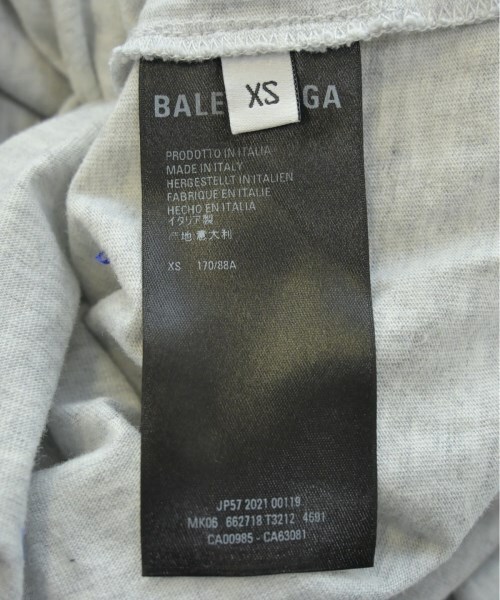 XS
BALE GA
PRODOTTO IN ITALIA
MADE IN ITALY
HERGESTELLT IN ITALIEN
FABRIQUE EN ITALIE
HECHO EN ITALIA
イタリア製
产地意大利
XS 170/88A
JP57 2021 00119
MK06 662718 T3212 4691
CA00985 - CA63081